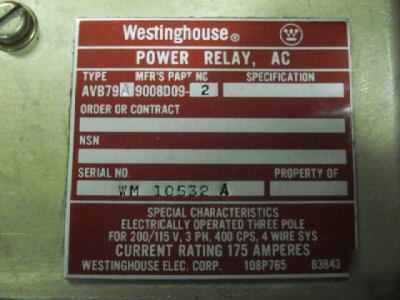 Westinghouse®
POWER RELAY, AC
TYPE MFR'S PART NO SPECIFICATION
AVB79A 9008D09-2
ORDER OR CONTRACT
NSN
SERIAL NO. PROPERTY OF
WM 10532 A
SPECIAL CHARACTERISTICS
ELECTRICALLY OPERATED THREE POLE
FOR 200/115 V, 3 PH, 400 CPS, 4 WIRE SYS
CURRENT RATING 175 AMPERES
WESTINGHOUSE ELEC. CORP. 108P765 83843